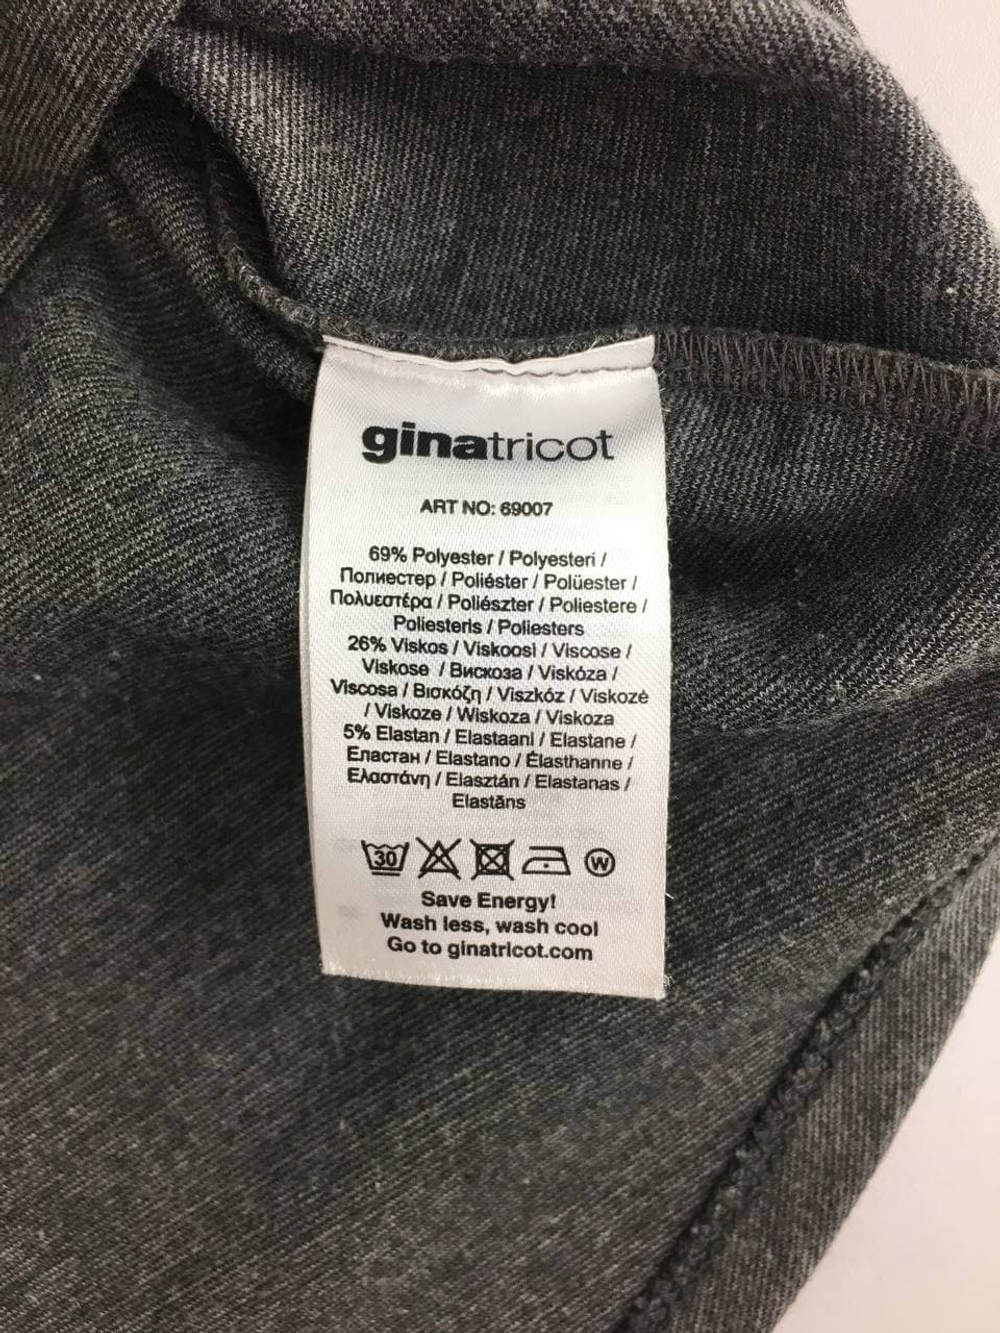 ginatricot
ART NO: 69007
69% Polyester / Polyesteri /
Полиестер / Poliéster / Polüester /
Πολυεστέρα / Poliészter / Poliestere /
Poliesteris / Poliesters
26% Viskos / Viskoosi / Viscose /
Viskose / Вискоза / Viskóza /
Viscosa / Βισκόζη / Viszkóz / Viskozė
/ Viskoze / Wiskoza / Viskoza
5% Elastan / Elastaani / Elastane /
Еластан / Elastano / Élasthanne /
Ελαστάνη / Elasztán / Elastanas /
Elastāns
30 W
Save Energy!
Wash less, wash cool
Go to ginatricot.com